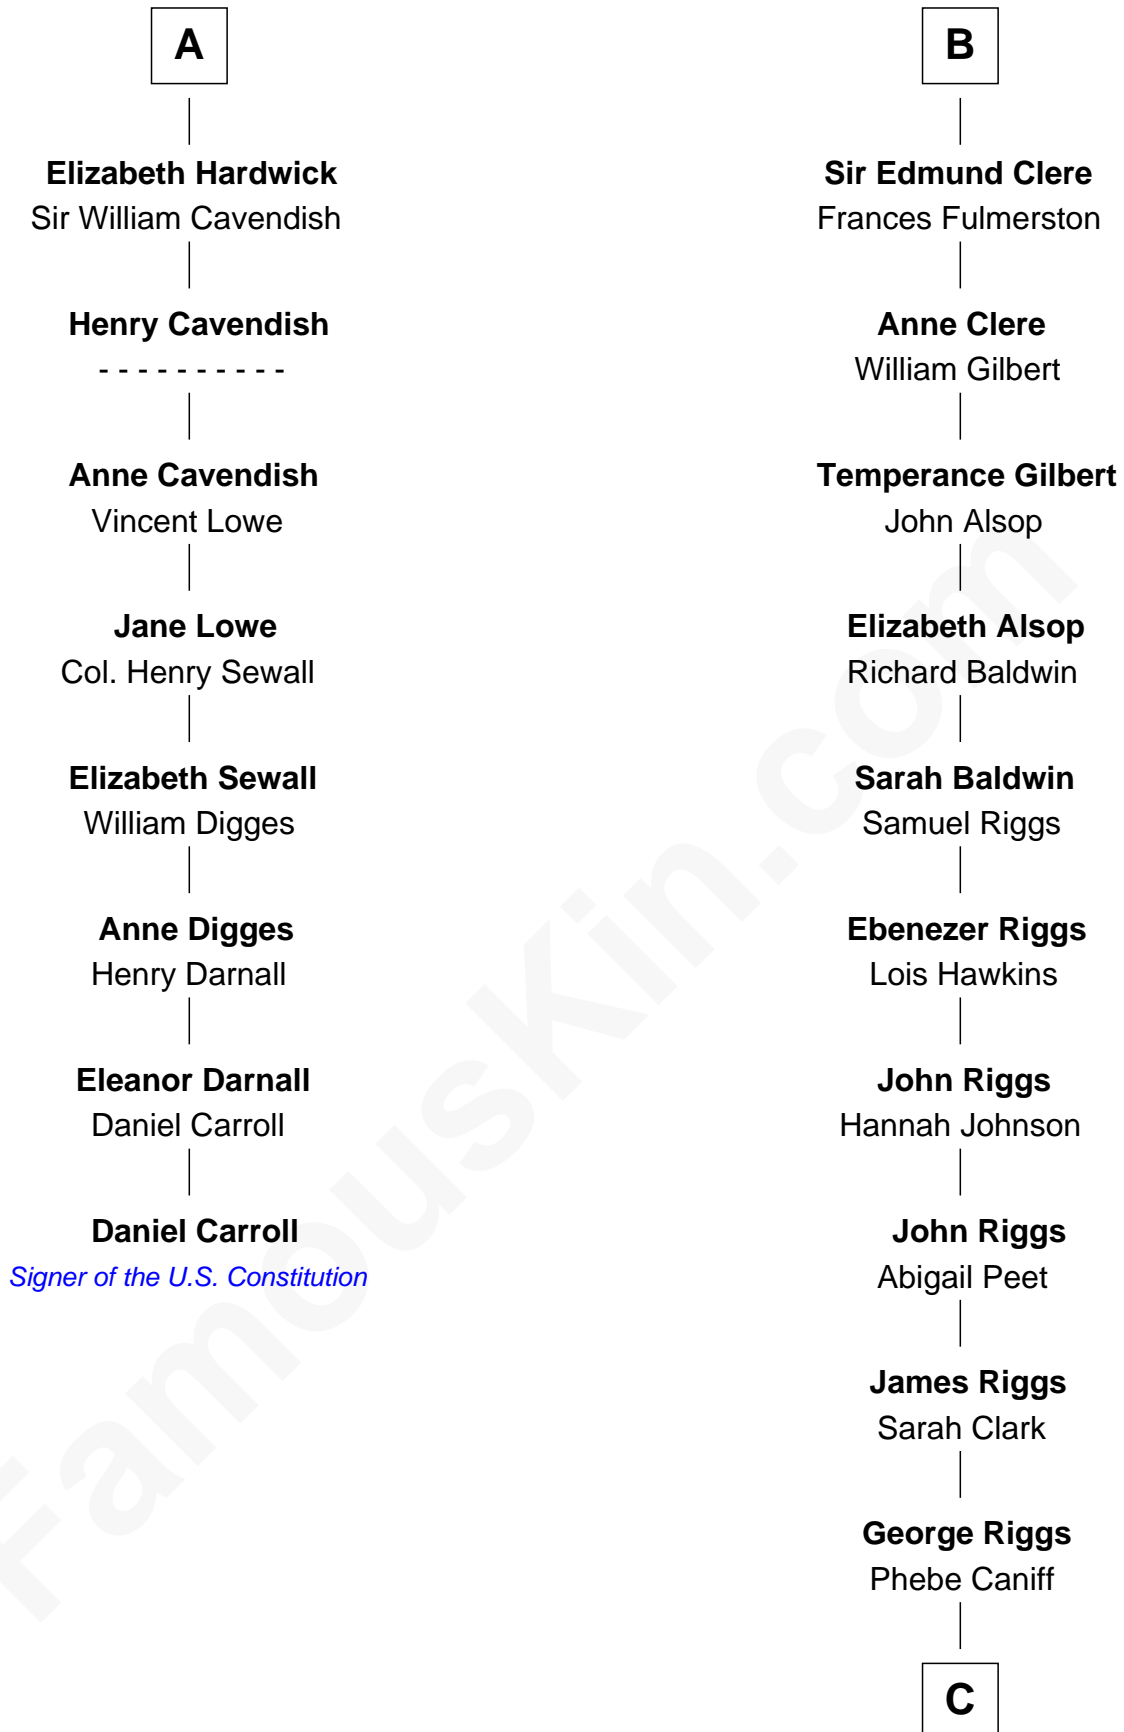 A
Elizabeth Hardwick
Sir William Cavendish
Henry Cavendish
- - - - - - - - - -
Anne Cavendish
Vincent Lowe
Jane Lowe
Col. Henry Sewall
Elizabeth Sewall
William Digges
Anne Digges
Henry Darnall
Eleanor Darnall
Daniel Carroll
Daniel Carroll
Signer of the U.S. Constitution
B
Sir Edmund Clere
Frances Fulmerston
Anne Clere
William Gilbert
Temperance Gilbert
John Alsop
Elizabeth Alsop
Richard Baldwin
Sarah Baldwin
Samuel Riggs
Ebenezer Riggs
Lois Hawkins
John Riggs
Hannah Johnson
John Riggs
Abigail Peet
James Riggs
Sarah Clark
George Riggs
Phebe Caniff
C
FamousKin.com